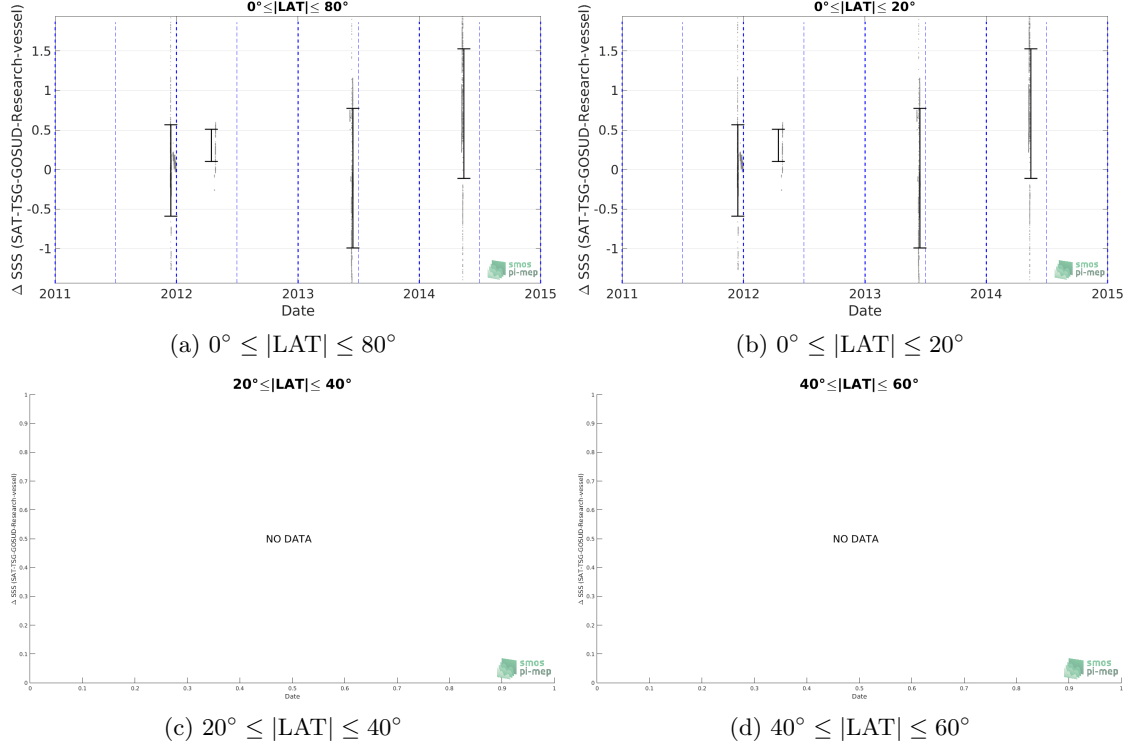 0°≤|LAT|≤ 80°
Δ SSS (SAT-TSG-GOSUD-Research-vessel)
1.5
1
0.5
0
-0.5
-1
2011 2012 2013 2014 2015
Date
smos
pi-mep
(a) 0° ≤ |LAT| ≤ 80°
0°≤|LAT|≤ 20°
Δ SSS (SAT-TSG-GOSUD-Research-vessel)
1.5
1
0.5
0
-0.5
-1
2011 2012 2013 2014 2015
Date
smos
pi-mep
(b) 0° ≤ |LAT| ≤ 20°
20°≤|LAT|≤ 40°
Δ SSS (SAT-TSG-GOSUD-Research-vessel)
1
0.9
0.8
0.7
0.6
0.5
0.4
0.3
0.2
0.1
0
NO DATA
0 0.1 0.2 0.3 0.4 0.5 0.6 0.7 0.8 0.9 1
Date
smos
pi-mep
(c) 20° ≤ |LAT| ≤ 40°
40°≤|LAT|≤ 60°
Δ SSS (SAT-TSG-GOSUD-Research-vessel)
1
0.9
0.8
0.7
0.6
0.5
0.4
0.3
0.2
0.1
0
NO DATA
0 0.1 0.2 0.3 0.4 0.5 0.6 0.7 0.8 0.9 1
Date
smos
pi-mep
(d) 40° ≤ |LAT| ≤ 60°